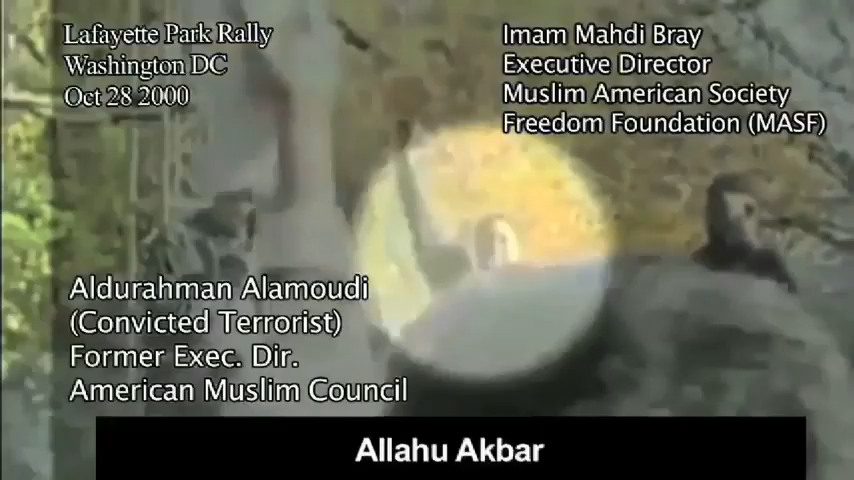 Lafayette Park Rally
Washington DC
Oct 28 2000
Imam Mahdi Bray
Executive Director
Muslim American Society
Freedom Foundation (MASF)
Aldurahman Alamoudi
(Convicted Terrorist)
Former Exec. Dir.
American Muslim Council
Allahu Akbar